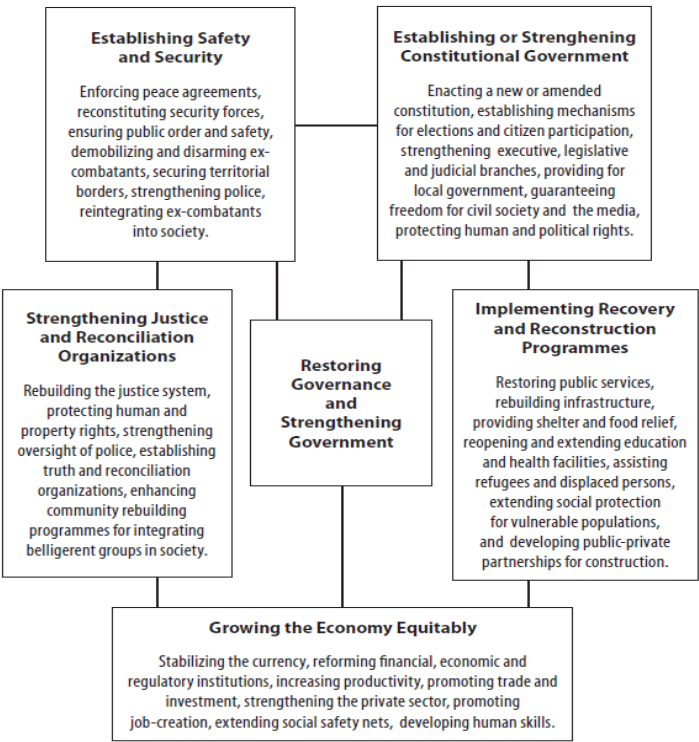 Establishing Safety
and Security
Enforcing peace agreements,
reconstituting security forces,
ensuring public order and safety,
demobilizing and disarming ex-
combatants, securing territorial
borders, strengthening police,
reintegrating ex-combatants
into society.
Establishing or Strenghening
Constitutional Government
Enacting a new or amended
constitution, establishing mechanisms
for elections and citizen participation,
strengthening executive, legislative
and judicial branches, providing for
local government, guaranteeing
freedom for civil society and the media,
protecting human and political rights.
Strengthening Justice
and Reconciliation
Organizations
Rebuilding the justice system,
protecting human and
property rights, strengthening
oversight of police, establishing
truth and reconciliation
organizations, enhancing
community rebuilding
programmes for integrating
belligerent groups in society.
Restoring
Governance
and
Strengthening
Government
Implementing Recovery
and Reconstruction
Programmes
Restoring public services,
rebuilding infrastructure,
providing shelter and food relief,
reopening and extending education
and health facilities, assisting
refugees and displaced persons,
extending social protection
for vulnerable populations,
and developing public-private
partnerships for construction.
Growing the Economy Equitably
Stabilizing the currency, reforming financial, economic and
regulatory institutions, increasing productivity, promoting trade and
investment, strengthening the private sector, promoting
job-creation, extending social safety nets, developing human skills.